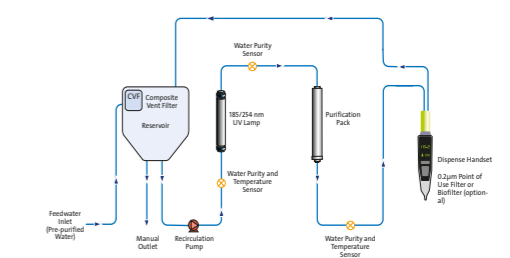 Water Purity
Sensor
CVF
Composite
Vent Filter
Reservoir
185/254 nm
UV Lamp
Purification
Pack
Dispense Handset
0.2µm Point of
Use Filter or
Biofilter (option-
al)
Water Purity and
Temperature
Sensor
Feedwater
Inlet
(Pre-purified
Water)
Manual
Outlet
Recirculation
Pump
Water Purity and
Temperature
Sensor